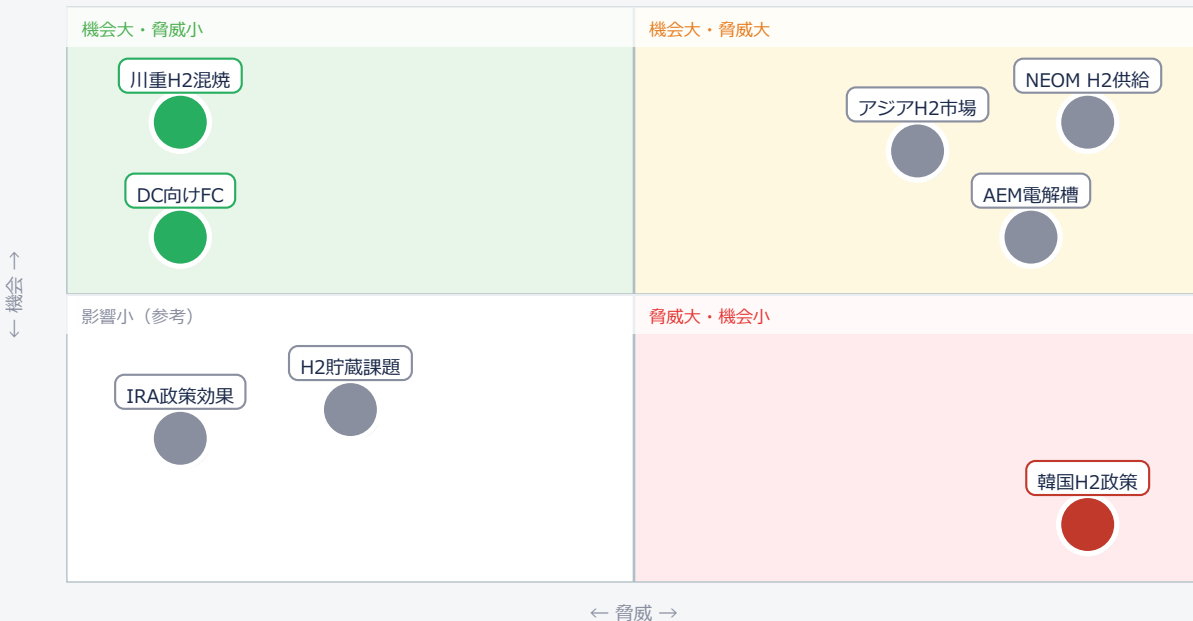 機会大・脅威小
機会大・脅威大
川重H2混焼
NEOM H2供給
アジアH2市場
DC向けFC
AEM電解槽
← 機会 →
影響小（参考）
脅威大・機会小
H2貯蔵課題
IRA政策効果
韓国H2政策
← 脅威 →